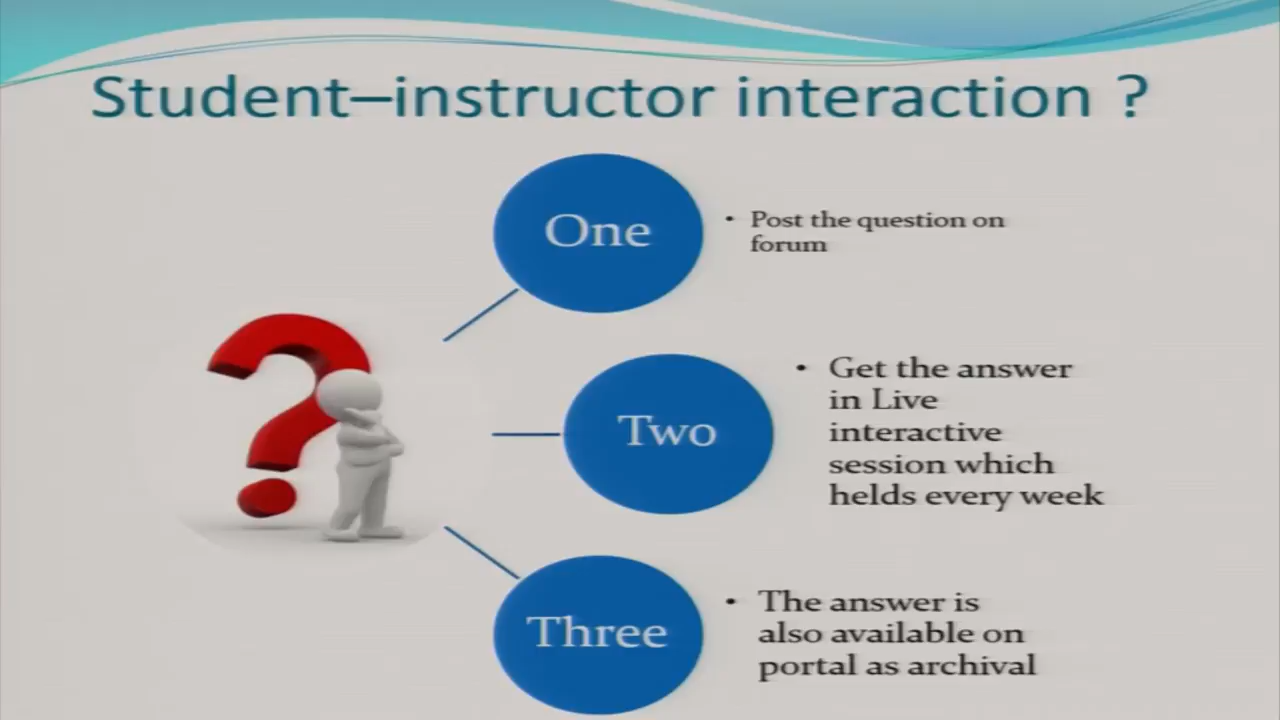 Student–instructor interaction ?
One
• Post the question on
forum
Two
• Get the answer
in Live
interactive
session which
helds every week
Three
• The answer is
also available on
portal as archival